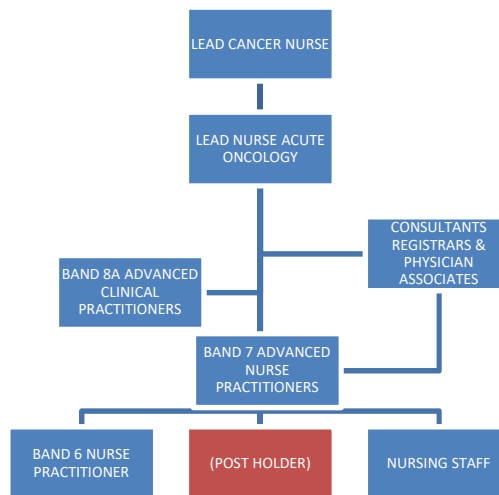 LEAD CANCER NURSE
LEAD NURSE ACUTE
ONCOLOGY
CONSULTANTS
REGISTRARS &
PHYSICIAN
ASSOCIATES
BAND 8A ADVANCED
CLINICAL
PRACTITIONERS
BAND 7 ADVANCED
NURSE
PRACTITIONERS
BAND 6 NURSE
PRACTITIONER
(POST HOLDER)
NURSING STAFF